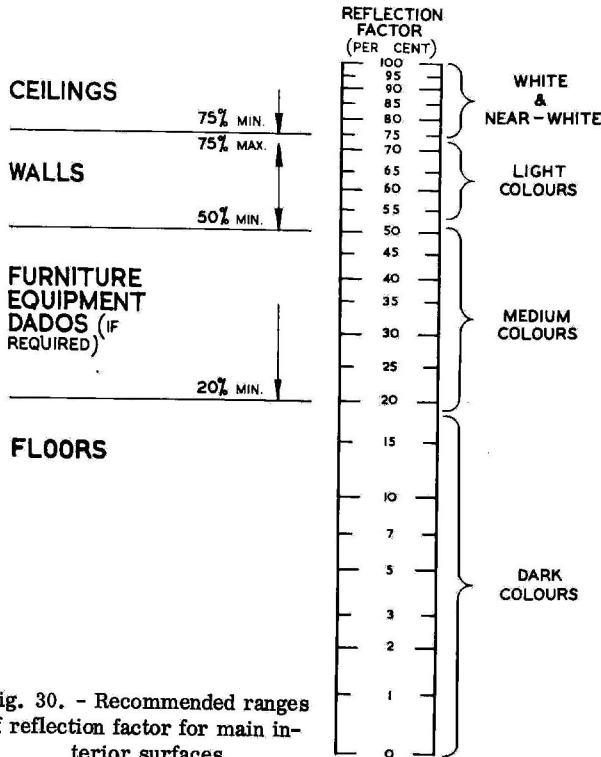 REFLECTION
FACTOR
(PER CENT)
CEILINGS
75% MIN.
75% MAX.
WALLS
50% MIN.
FURNITURE
EQUIPMENT
DADOS (IF
REQUIRED)
20% MIN.
FLOORS
100
95
90
85
80
75
70
65
60
55
50
45
40
35
30
25
20
15
10
7
5
3
2
1
0
WHITE
&
NEAR-WHITE
LIGHT
COLOURS
MEDIUM
COLOURS
DARK
COLOURS
ig. 30. - Recommended ranges
f reflection factor for main in-
terior surfaces